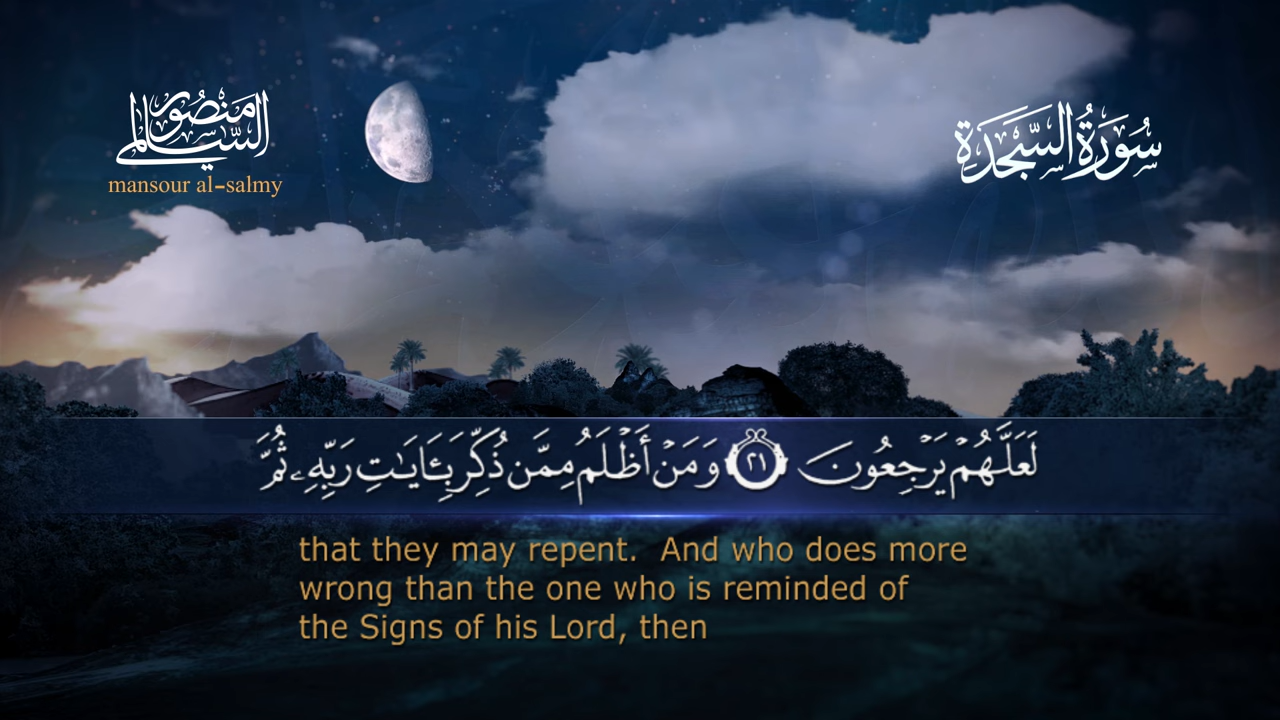 منصور
السالمي
mansour al-salmy
سُورَةُ السَّجْدَةِ
لَعَلَّهُمْ يَرْجِعُونَ ٢١ وَمَنْ أَظْلَمُ مِمَّن ذُكِّرَ بِـَٔايَٰتِ رَبِّهِۦ ثُمَّ
that they may repent. And who does more
wrong than the one who is reminded of
the Signs of his Lord, then